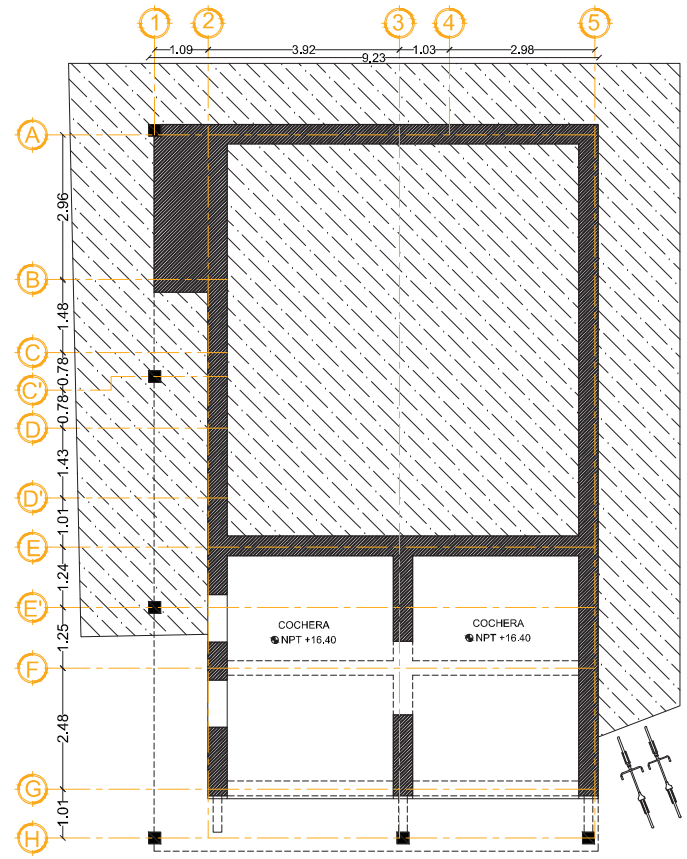 1 2 3 4 5
1.09 3.92 1.03 2.98
9.23
A
2.96
B
1.48
C
0.78
C'
0.78
D
1.43
D'
1.01
E
1.24
E'
1.25
F
2.48
G
1.01
H
COCHERA
NPT +16.40
COCHERA
NPT +16.40